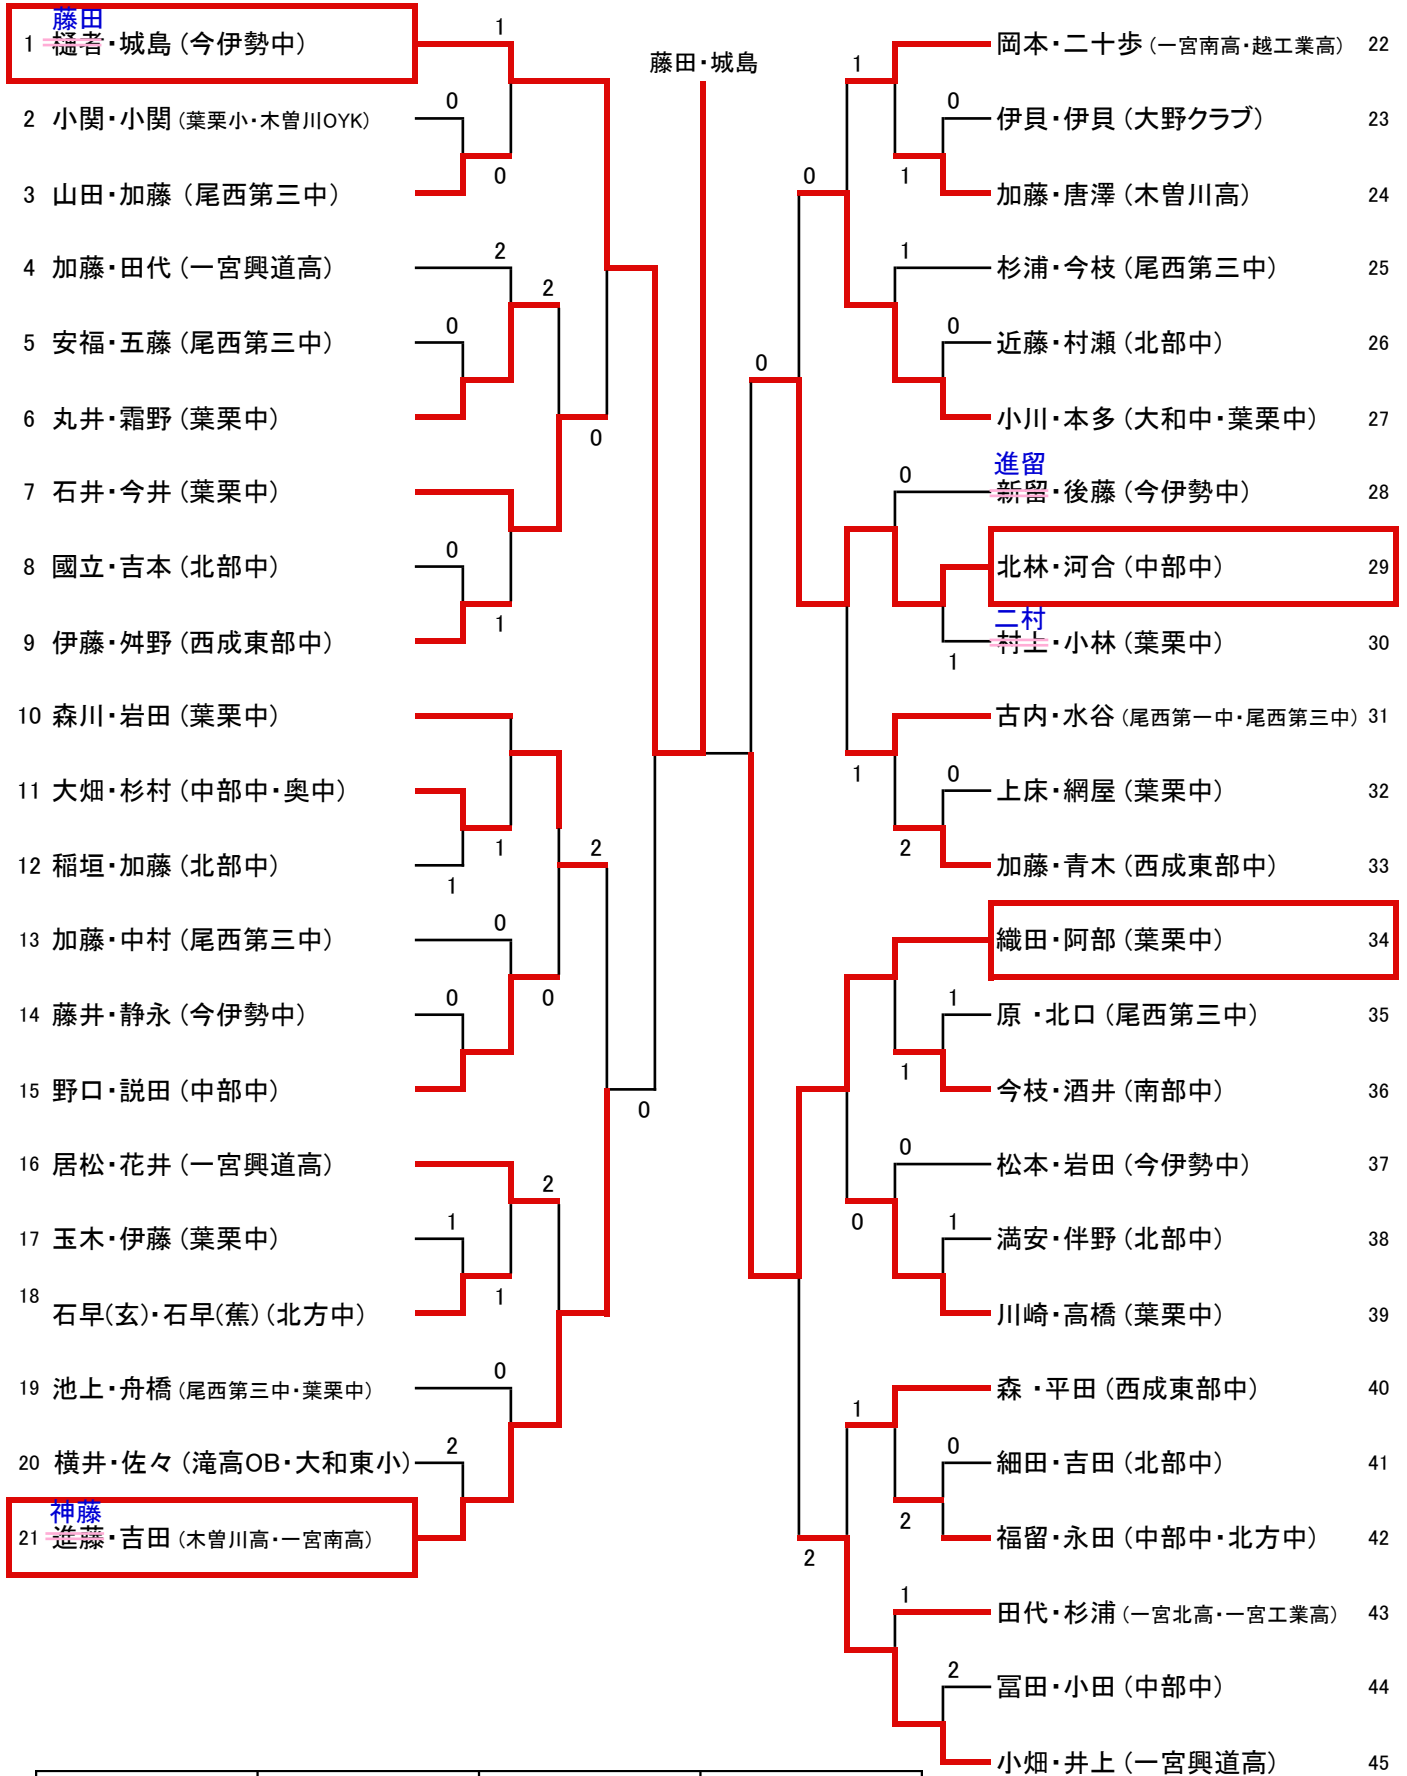 藤田
1 樋者・城島 (今伊勢中)
1
0
2 小関・小関 (葉栗小・木曽川OYK)
0
3 山田・加藤 (尾西第三中)
2
4 加藤・田代 (一宮興道高)
2
0
5 安福・五藤 (尾西第三中)
6 丸井・霜野 (葉栗中)
0
7 石井・今井 (葉栗中)
0
8 國立・吉本 (北部中)
1
9 伊藤・舛野 (西成東部中)
10 森川・岩田 (葉栗中)
11 大畑・杉村 (中部中・奥中)
1
2
12 稲垣・加藤 (北部中)
1
0
13 加藤・中村 (尾西第三中)
0
0
14 藤井・静永 (今伊勢中)
15 野口・説田 (中部中)
0
16 居松・花井 (一宮興道高)
2
1
17 玉木・伊藤 (葉栗中)
1
18 石早(玄)・石早(蕉) (北方中)
0
19 池上・舟橋 (尾西第三中・葉栗中)
2
20 横井・佐々 (滝高OB・大和東小)
神藤
21 進藤・吉田 (木曽川高・一宮南高)
藤田・城島
岡本・二十歩 (一宮南高・越工業高) 22
1
0
伊貝・伊貝 (大野クラブ) 23
0
1
加藤・唐澤 (木曽川高) 24
1
杉浦・今枝 (尾西第三中) 25
0
近藤・村瀬 (北部中) 26
0
小川・本多 (大和中・葉栗中) 27
進留
0
新留・後藤 (今伊勢中) 28
北林・河合 (中部中) 29
二村
村上・小林 (葉栗中) 30
1
古内・水谷 (尾西第一中・尾西第三中) 31
1
0
上床・網屋 (葉栗中) 32
2
加藤・青木 (西成東部中) 33
織田・阿部 (葉栗中) 34
1
原 ・北口 (尾西第三中) 35
1
今枝・酒井 (南部中) 36
0
松本・岩田 (今伊勢中) 37
0
1
満安・伴野 (北部中) 38
川崎・高橋 (葉栗中) 39
森 ・平田 (西成東部中) 40
1
0
細田・吉田 (北部中) 41
2
福留・永田 (中部中・北方中) 42
2
1
田代・杉浦 (一宮北高・一宮工業高) 43
2
冨田・小田 (中部中) 44
小畑・井上 (一宮興道高) 45